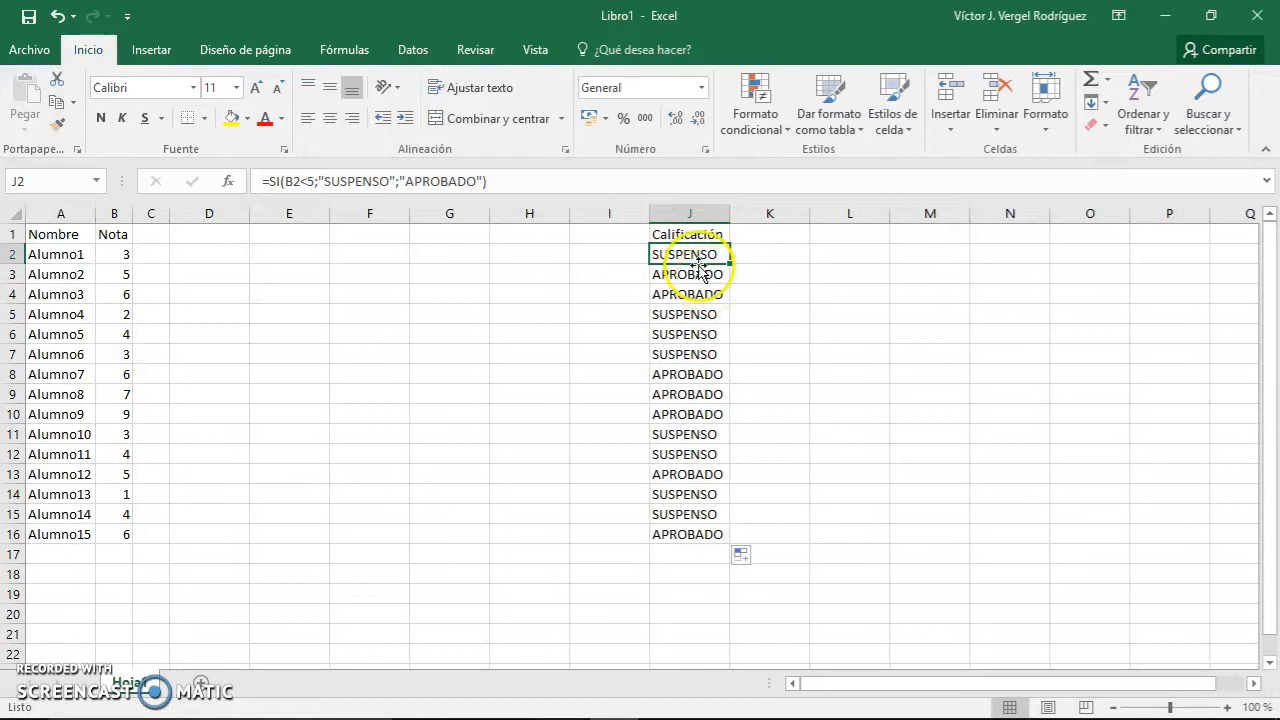 Libro1 - Excel
Víctor J. Vergel Rodríguez
Archivo Inicio Insertar Diseño de página Fórmulas Datos Revisar Vista ¿Qué desea hacer? Compartir
Pegar
Calibri 11
N K S
Ajustar texto
Combinar y centrar
General
% 000
Formato condicional
Dar formato como tabla
Estilos de celda
Insertar Eliminar Formato
Ordenar y filtrar
Buscar y seleccionar
Portapape... Fuente Alineación Número Estilos Celdas Edición
J2 fx =SI(B2<5;"SUSPENSO";"APROBADO")
A B C D E F G H I J K L M N O P Q
1 Nombre Nota Calificación
2 Alumno1 3 SUSPENSO
3 Alumno2 5 APROBADO
4 Alumno3 6 APROBADO
5 Alumno4 2 SUSPENSO
6 Alumno5 4 SUSPENSO
7 Alumno6 3 SUSPENSO
8 Alumno7 6 APROBADO
9 Alumno8 7 APROBADO
10 Alumno9 9 APROBADO
11 Alumno10 3 SUSPENSO
12 Alumno11 4 SUSPENSO
13 Alumno12 5 APROBADO
14 Alumno13 1 SUSPENSO
15 Alumno14 4 SUSPENSO
16 Alumno15 6 APROBADO
17
18
19
20
21
22
RECORDED WITH
SCREENCAST MATIC
Listo 100 %